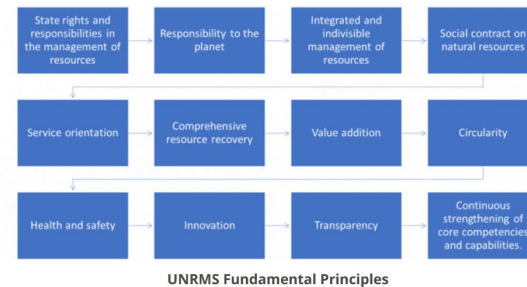 State rights and
responsibilities in
the management of
resources
Responsibility to the
planet
Integrated and
indivisible
management of
resources
Social contract on
natural resources
Service orientation
Comprehensive
resource recovery
Value addition
Circularity
Health and safety
Innovation
Transparency
Continuous
strengthening of
core competencies
and capabilities.
UNRMS Fundamental Principles